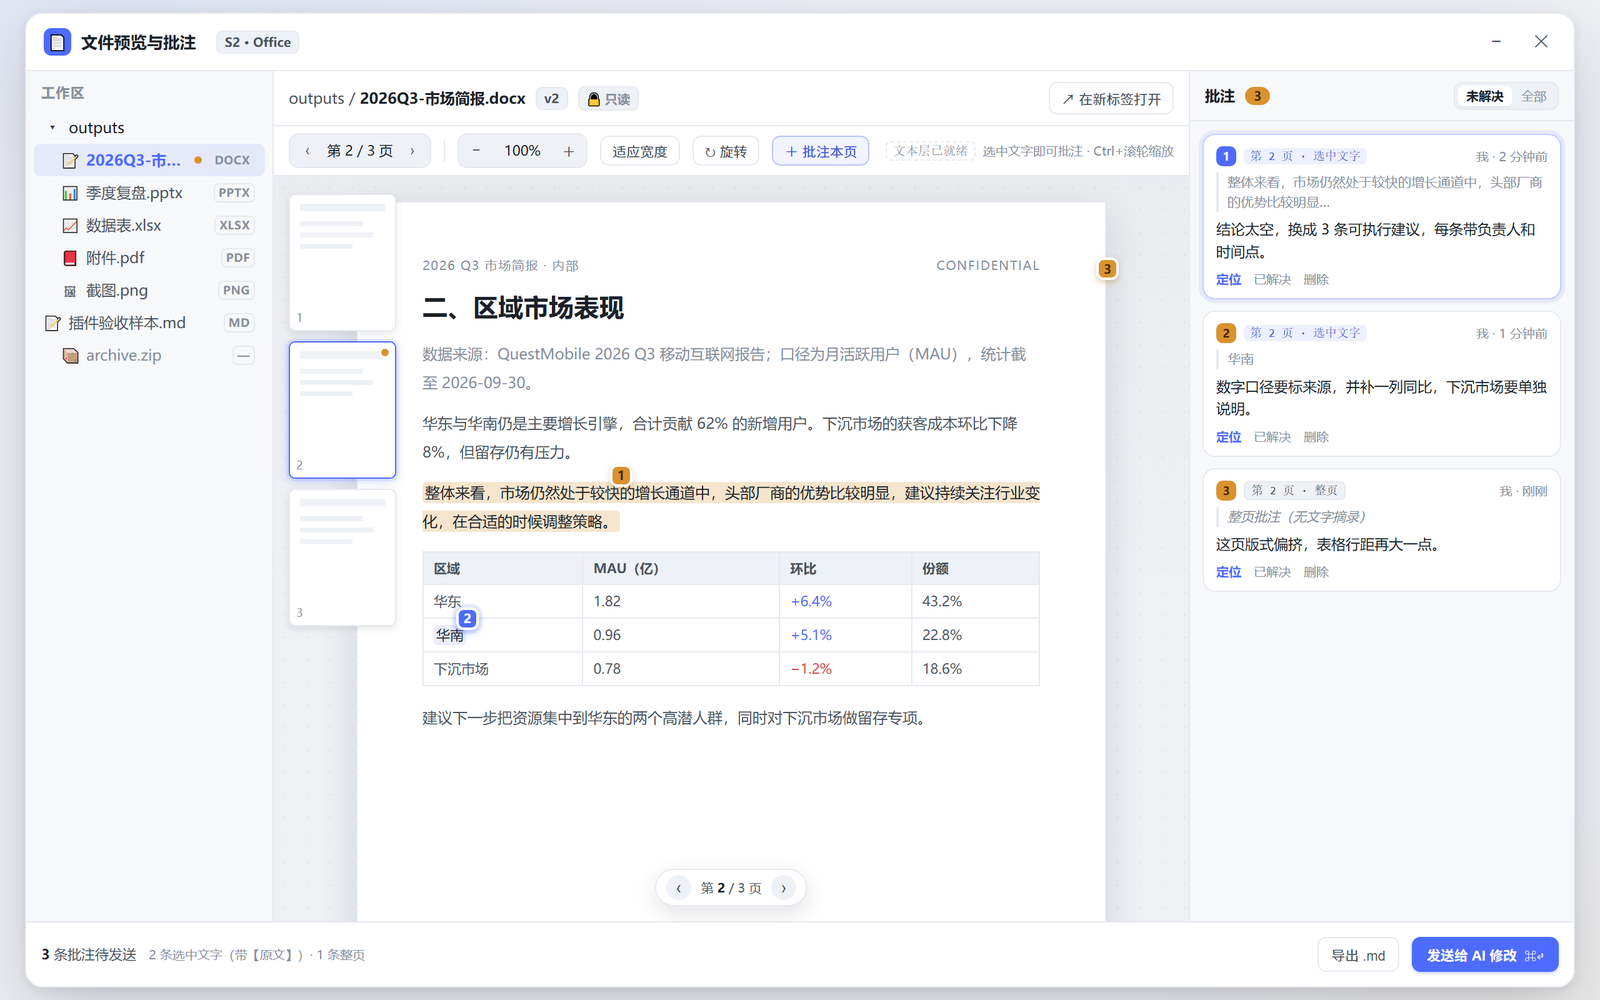 文件预览与批注 S2 • Office
工作区
outputs
2026Q3-市... DOCX
季度复盘.pptx PPTX
数据表.xlsx XLSX
附件.pdf PDF
截图.png PNG
插件验收样本.md MD
archive.zip —
outputs / 2026Q3-市场简报.docx v2 只读 ↗ 在新标签打开
‹ 第 2 / 3 页 › − 100% + 适应宽度 ↻ 旋转 + 批注本页 文本层已就绪 选中文字即可批注 · Ctrl+滚轮缩放
1
2
3
2026 Q3 市场简报 · 内部 CONFIDENTIAL 3
二、区域市场表现
数据来源：QuestMobile 2026 Q3 移动互联网报告；口径为月活跃用户（MAU），统计截
至 2026-09-30。
华东与华南仍是主要增长引擎，合计贡献 62% 的新增用户。下沉市场的获客成本环比下降
8%，但留存仍有压力。
1
整体来看，市场仍然处于较快的增长通道中，头部厂商的优势比较明显，建议持续关注行业变
化，在合适的时候调整策略。
区域 MAU（亿） 环比 份额
华东 1.82 +6.4% 43.2%
2
华南 0.96 +5.1% 22.8%
下沉市场 0.78 −1.2% 18.6%
建议下一步把资源集中到华东的两个高潜人群，同时对下沉市场做留存专项。
‹ 第 2 / 3 页 ›
批注 3 未解决 全部
1 第 2 页 · 选中文字 我 · 2 分钟前
整体来看，市场仍然处于较快的增长通道中，头部厂商
的优势比较明显...
结论太空，换成 3 条可执行建议，每条带负责人和
时间点。
定位 已解决 删除
2 第 2 页 · 选中文字 我 · 1 分钟前
华南
数字口径要标来源，并补一列同比，下沉市场要单独
说明。
定位 已解决 删除
3 第 2 页 · 整页 我 · 刚刚
整页批注（无文字摘录）
这页版式偏挤，表格行距再大一点。
定位 已解决 删除
3 条批注待发送 2 条选中文字（带【原文】）· 1 条整页
导出 .md 发送给 AI 修改 ⌘↵